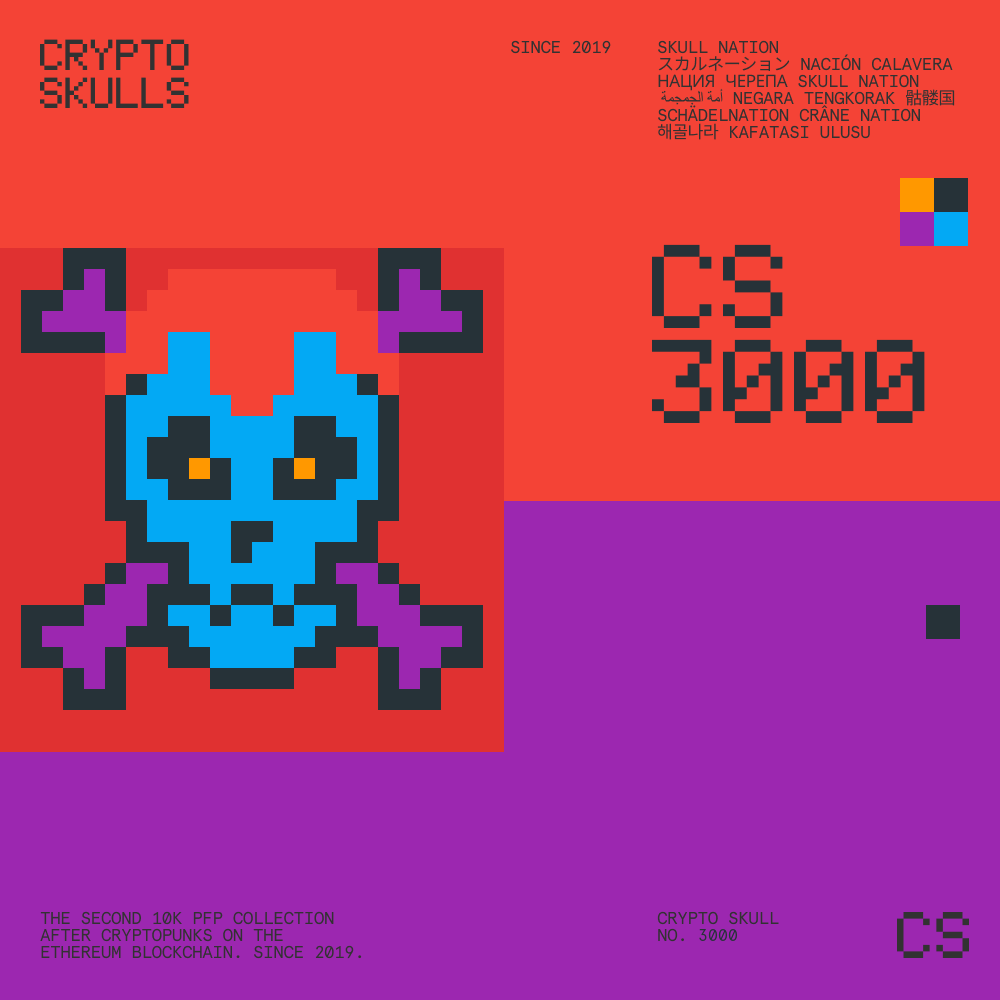 CRYPTO
SKULLS
SINCE 2019
SKULL NATION
スカルネーション NACIÓN CALAVERA
НАЦИЯ ЧЕРЕПА SKULL NATION
أمة الجمجمة NEGARA TENGKORAK 骷髅国
SCHÄDELNATION CRÂNE NATION
해골나라 KAFATASI ULUSU
CS
3000
THE SECOND 10K PFP COLLECTION
AFTER CRYPTOPUNKS ON THE
ETHEREUM BLOCKCHAIN. SINCE 2019.
CRYPTO SKULL
NO. 3000
CS